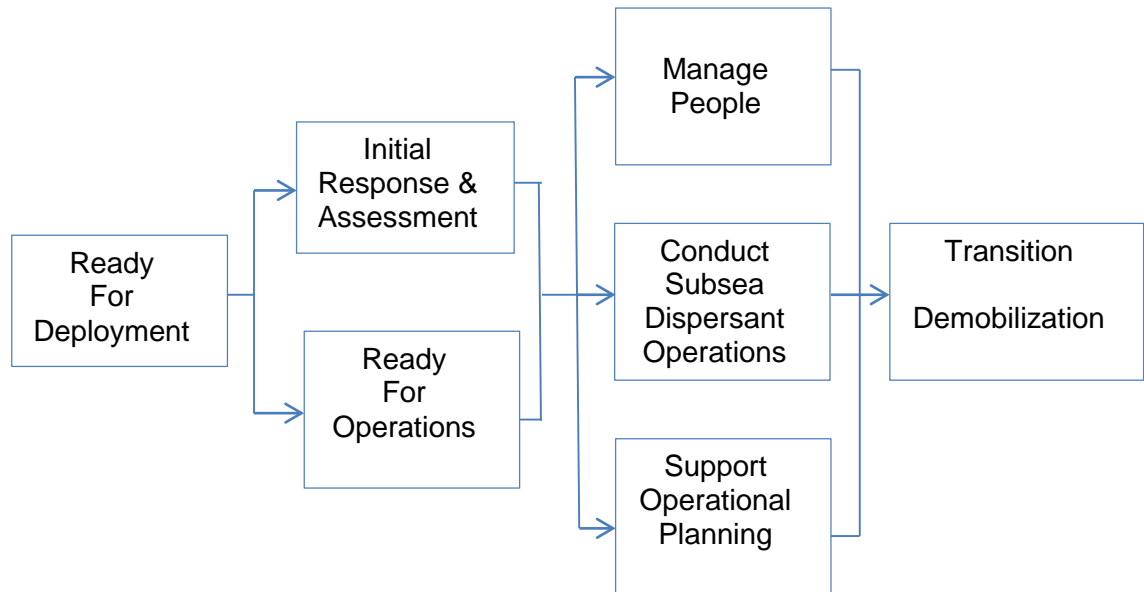 Ready
For
Deployment
Initial
Response &
Assessment
Ready
For
Operations
Manage
People
Conduct
Subsea
Dispersant
Operations
Support
Operational
Planning
Transition
Demobilization